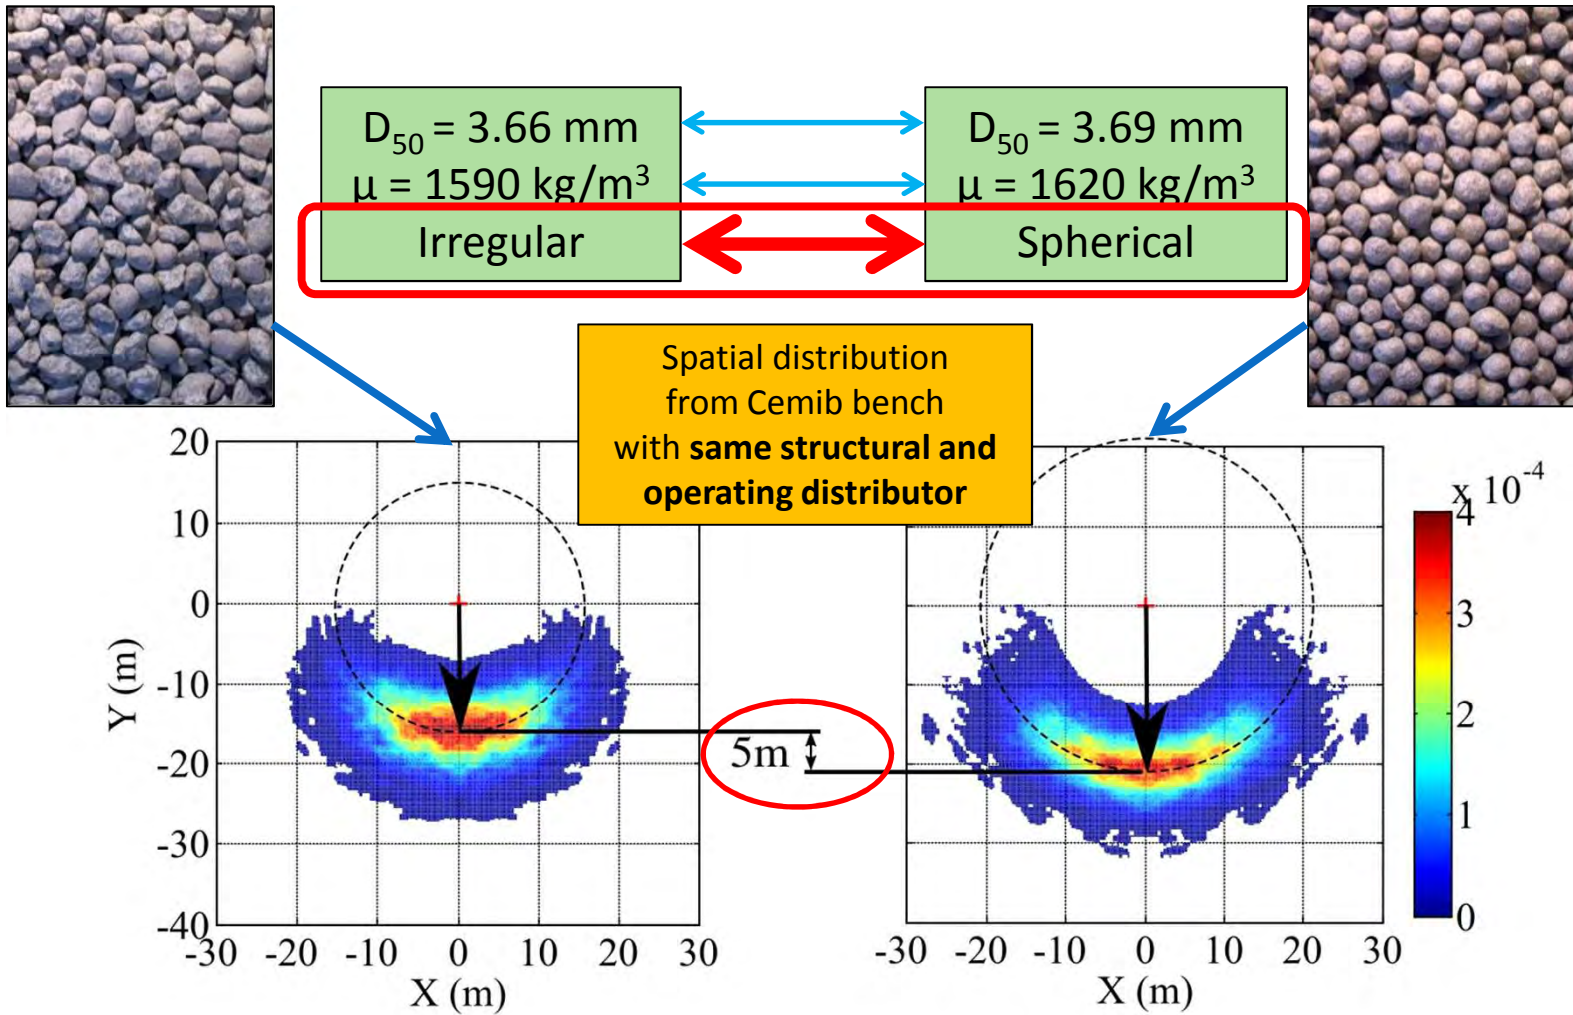 D₅₀ = 3.66 mm
μ = 1590 kg/m³
Irregular
D₅₀ = 3.69 mm
μ = 1620 kg/m³
Spherical
Spatial distribution
from Cemib bench
with same structural and
operating distributor
20
10
0
-10
-20
-30
-40
Y (m)
-30 -20 -10 0 10 20 30
X (m)
5m
-30 -20 -10 0 10 20 30
X (m)
x 10⁻⁴
4
3
2
1
0